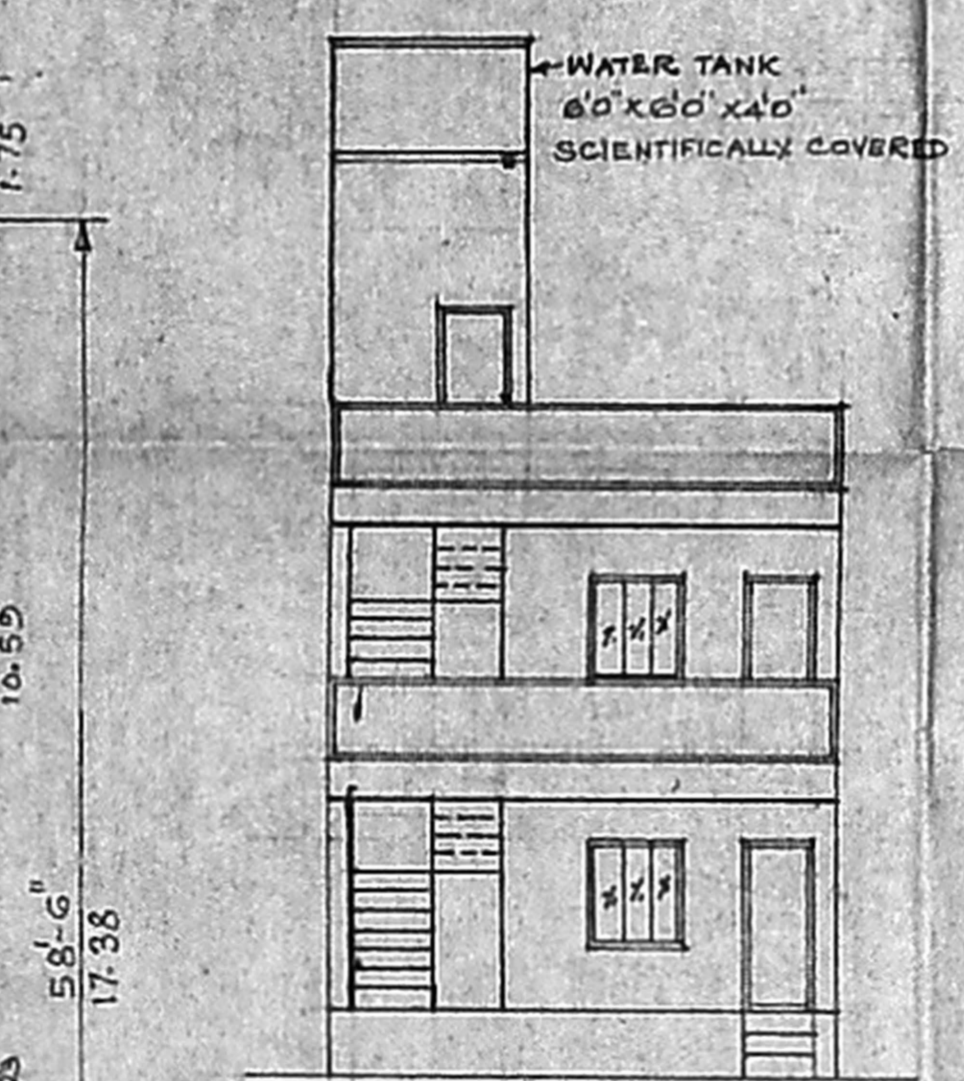 WATER TANK
6'0"X6'0"X4'0"
SCIENTIFICALLY COVERED
1.75
10.59
58'-6"
17.38